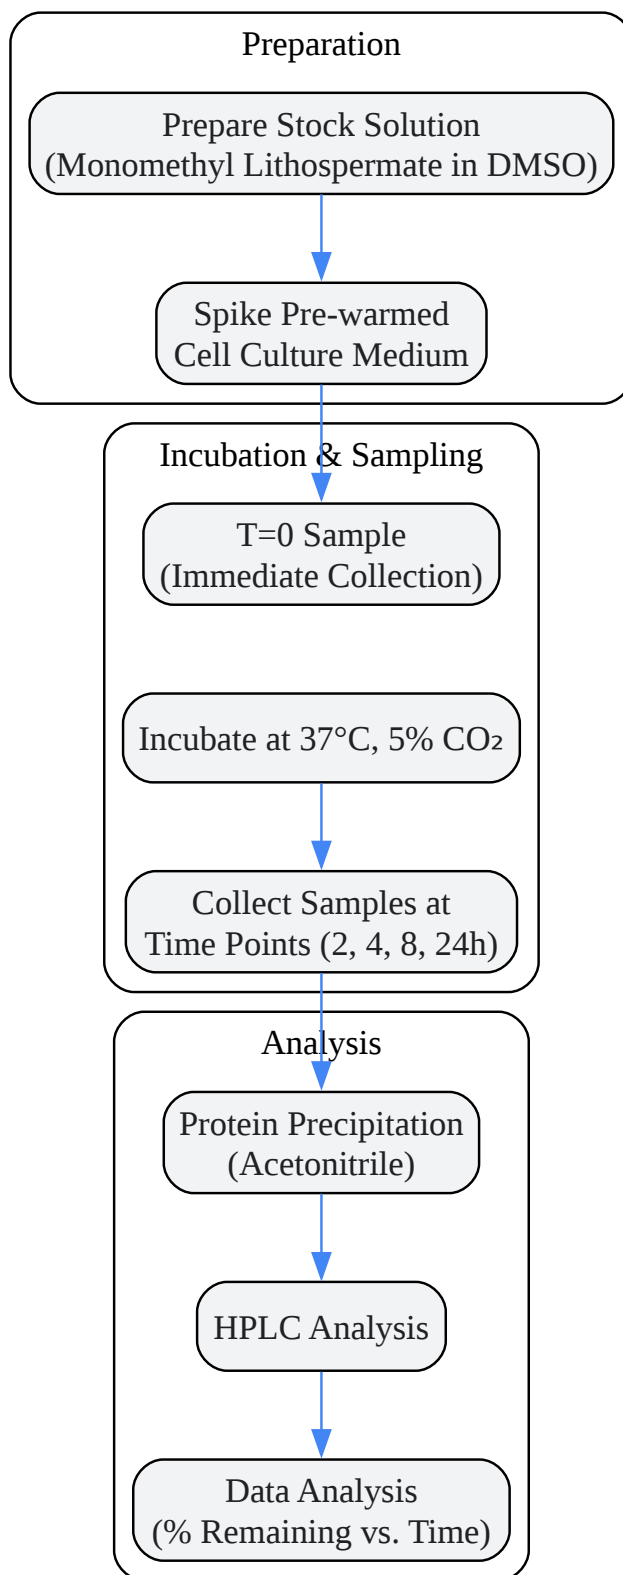 Preparation
Prepare Stock Solution
(Monomethyl Lithospermate in DMSO)
Spike Pre-warmed
Cell Culture Medium
Incubation & Sampling
T=0 Sample
(Immediate Collection)
Incubate at 37°C, 5% CO₂
Collect Samples at
Time Points (2, 4, 8, 24h)
Analysis
Protein Precipitation
(Acetonitrile)
HPLC Analysis
Data Analysis
(% Remaining vs. Time)